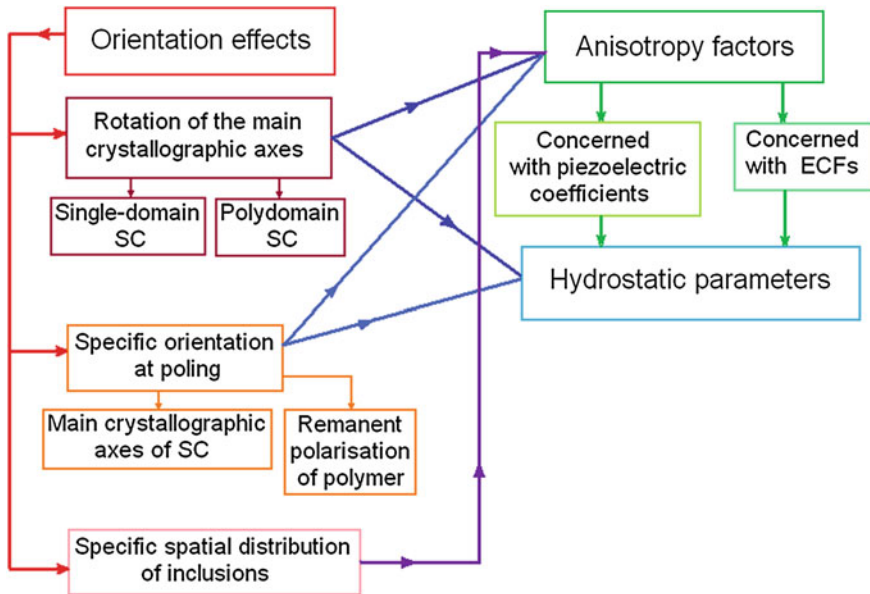 Orientation effects
Rotation of the main
crystallographic axes
Single-domain
SC
Polydomain
SC
Specific orientation
at poling
Main crystallographic
axes of SC
Remanent
polarisation
of polymer
Specific spatial distribution
of inclusions
Anisotropy factors
Concerned
with piezoelectric
coefficients
Concerned
with ECFs
Hydrostatic parameters